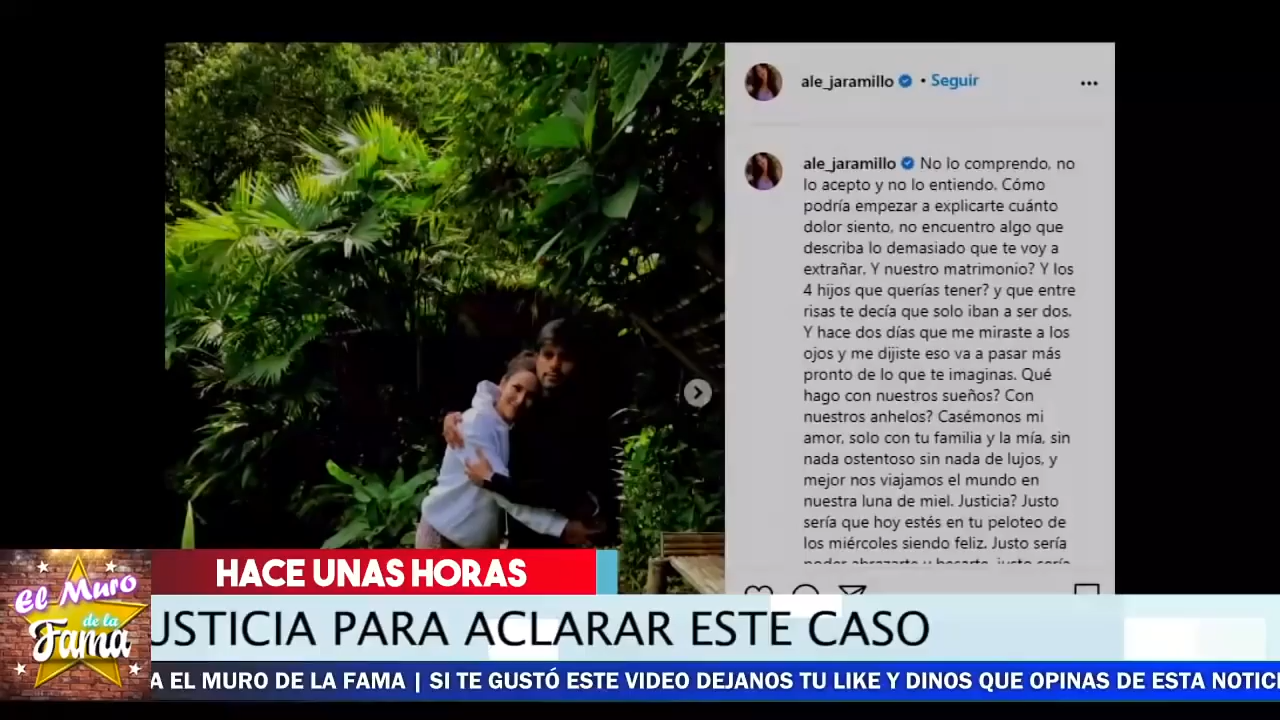 ale_jaramillo • Seguir
ale_jaramillo No lo comprendo, no
lo acepto y no lo entiendo. Cómo
podría empezar a explicarte cuánto
dolor siento, no encuentro algo que
describa lo demasiado que te voy a
extrañar. Y nuestro matrimonio? Y los
4 hijos que querías tener? y que entre
risas te decía que solo iban a ser dos.
Y hace dos días que me miraste a los
ojos y me dijiste eso va a pasar más
pronto de lo que te imaginas. Qué
hago con nuestros sueños? Con
nuestros anhelos? Casémonos mi
amor, solo con tu familia y la mía, sin
nada ostentoso sin nada de lujos, y
mejor nos viajamos el mundo en
nuestra luna de miel. Justicia? Justo
sería que hoy estés en tu peloteo de
los miércoles siendo feliz. Justo sería
poder abrazarte y besarte, justo sería
HACE UNAS HORAS
El Muro
de la
Fama
USTICIA PARA ACLARAR ESTE CASO
A EL MURO DE LA FAMA | SI TE GUSTÓ ESTE VIDEO DEJANOS TU LIKE Y DINOS QUE OPINAS DE ESTA NOTICI